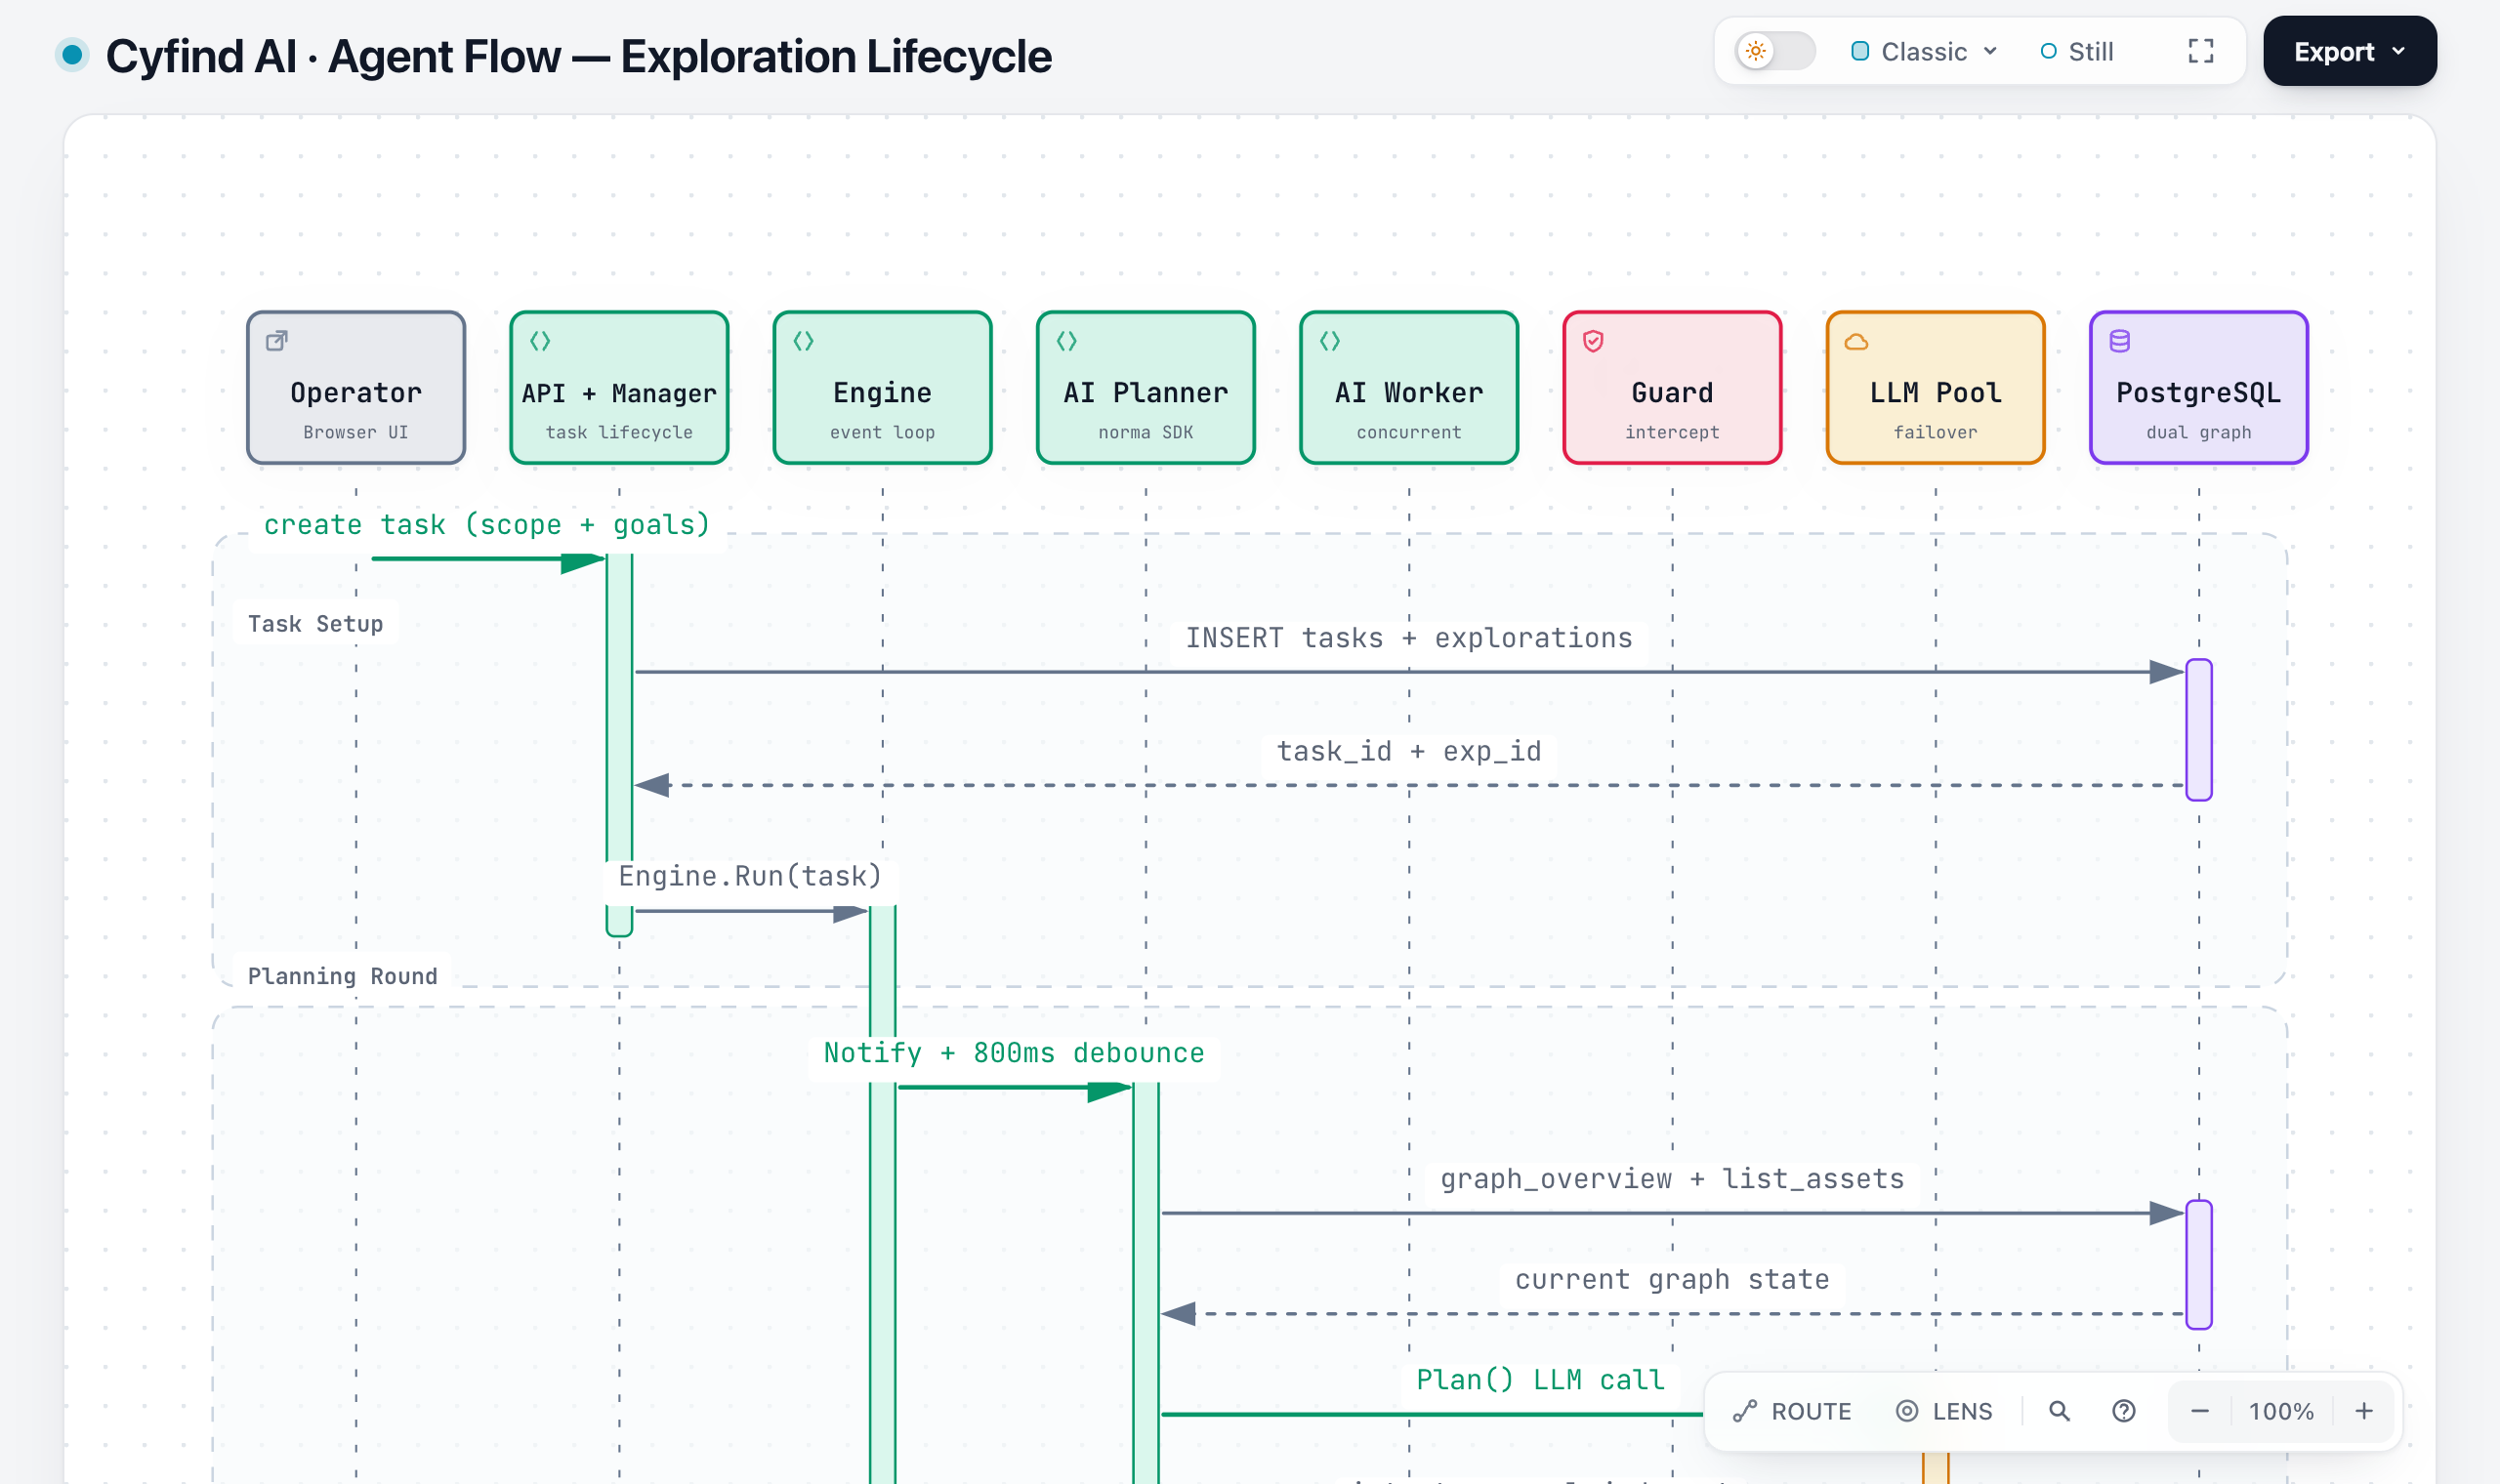 Cyfind AI · Agent Flow — Exploration Lifecycle
Classic
Still
Export
Operator
Browser UI
API + Manager
task lifecycle
Engine
event loop
AI Planner
norma SDK
AI Worker
concurrent
Guard
intercept
LLM Pool
failover
PostgreSQL
dual graph
create task (scope + goals)
Task Setup
INSERT tasks + explorations
task_id + exp_id
Engine.Run(task)
Planning Round
Notify + 800ms debounce
graph_overview + list_assets
current graph state
Plan() LLM call
ROUTE
LENS
100%